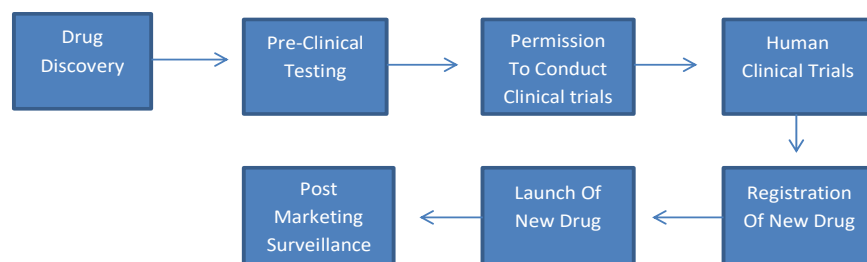 Drug
Discovery
Pre-Clinical
Testing
Permission
To Conduct
Clinical trials
Human
Clinical Trials
Registration
Of New Drug
Launch Of
New Drug
Post
Marketing
Surveillance